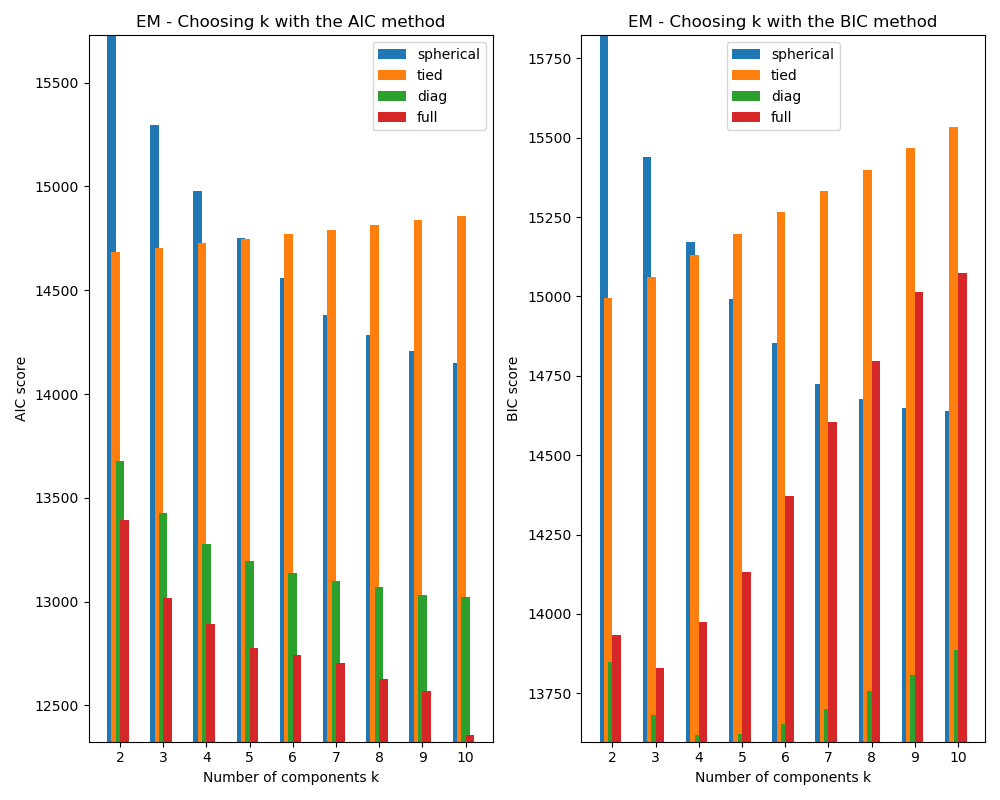 EM - Choosing k with the AIC method
spherical
tied
diag
full
15500
15000
14500
14000
13500
13000
12500
AIC score
2 3 4 5 6 7 8 9 10
Number of components k
EM - Choosing k with the BIC method
spherical
tied
diag
full
15750
15500
15250
15000
14750
14500
14250
14000
13750
BIC score
2 3 4 5 6 7 8 9 10
Number of components k